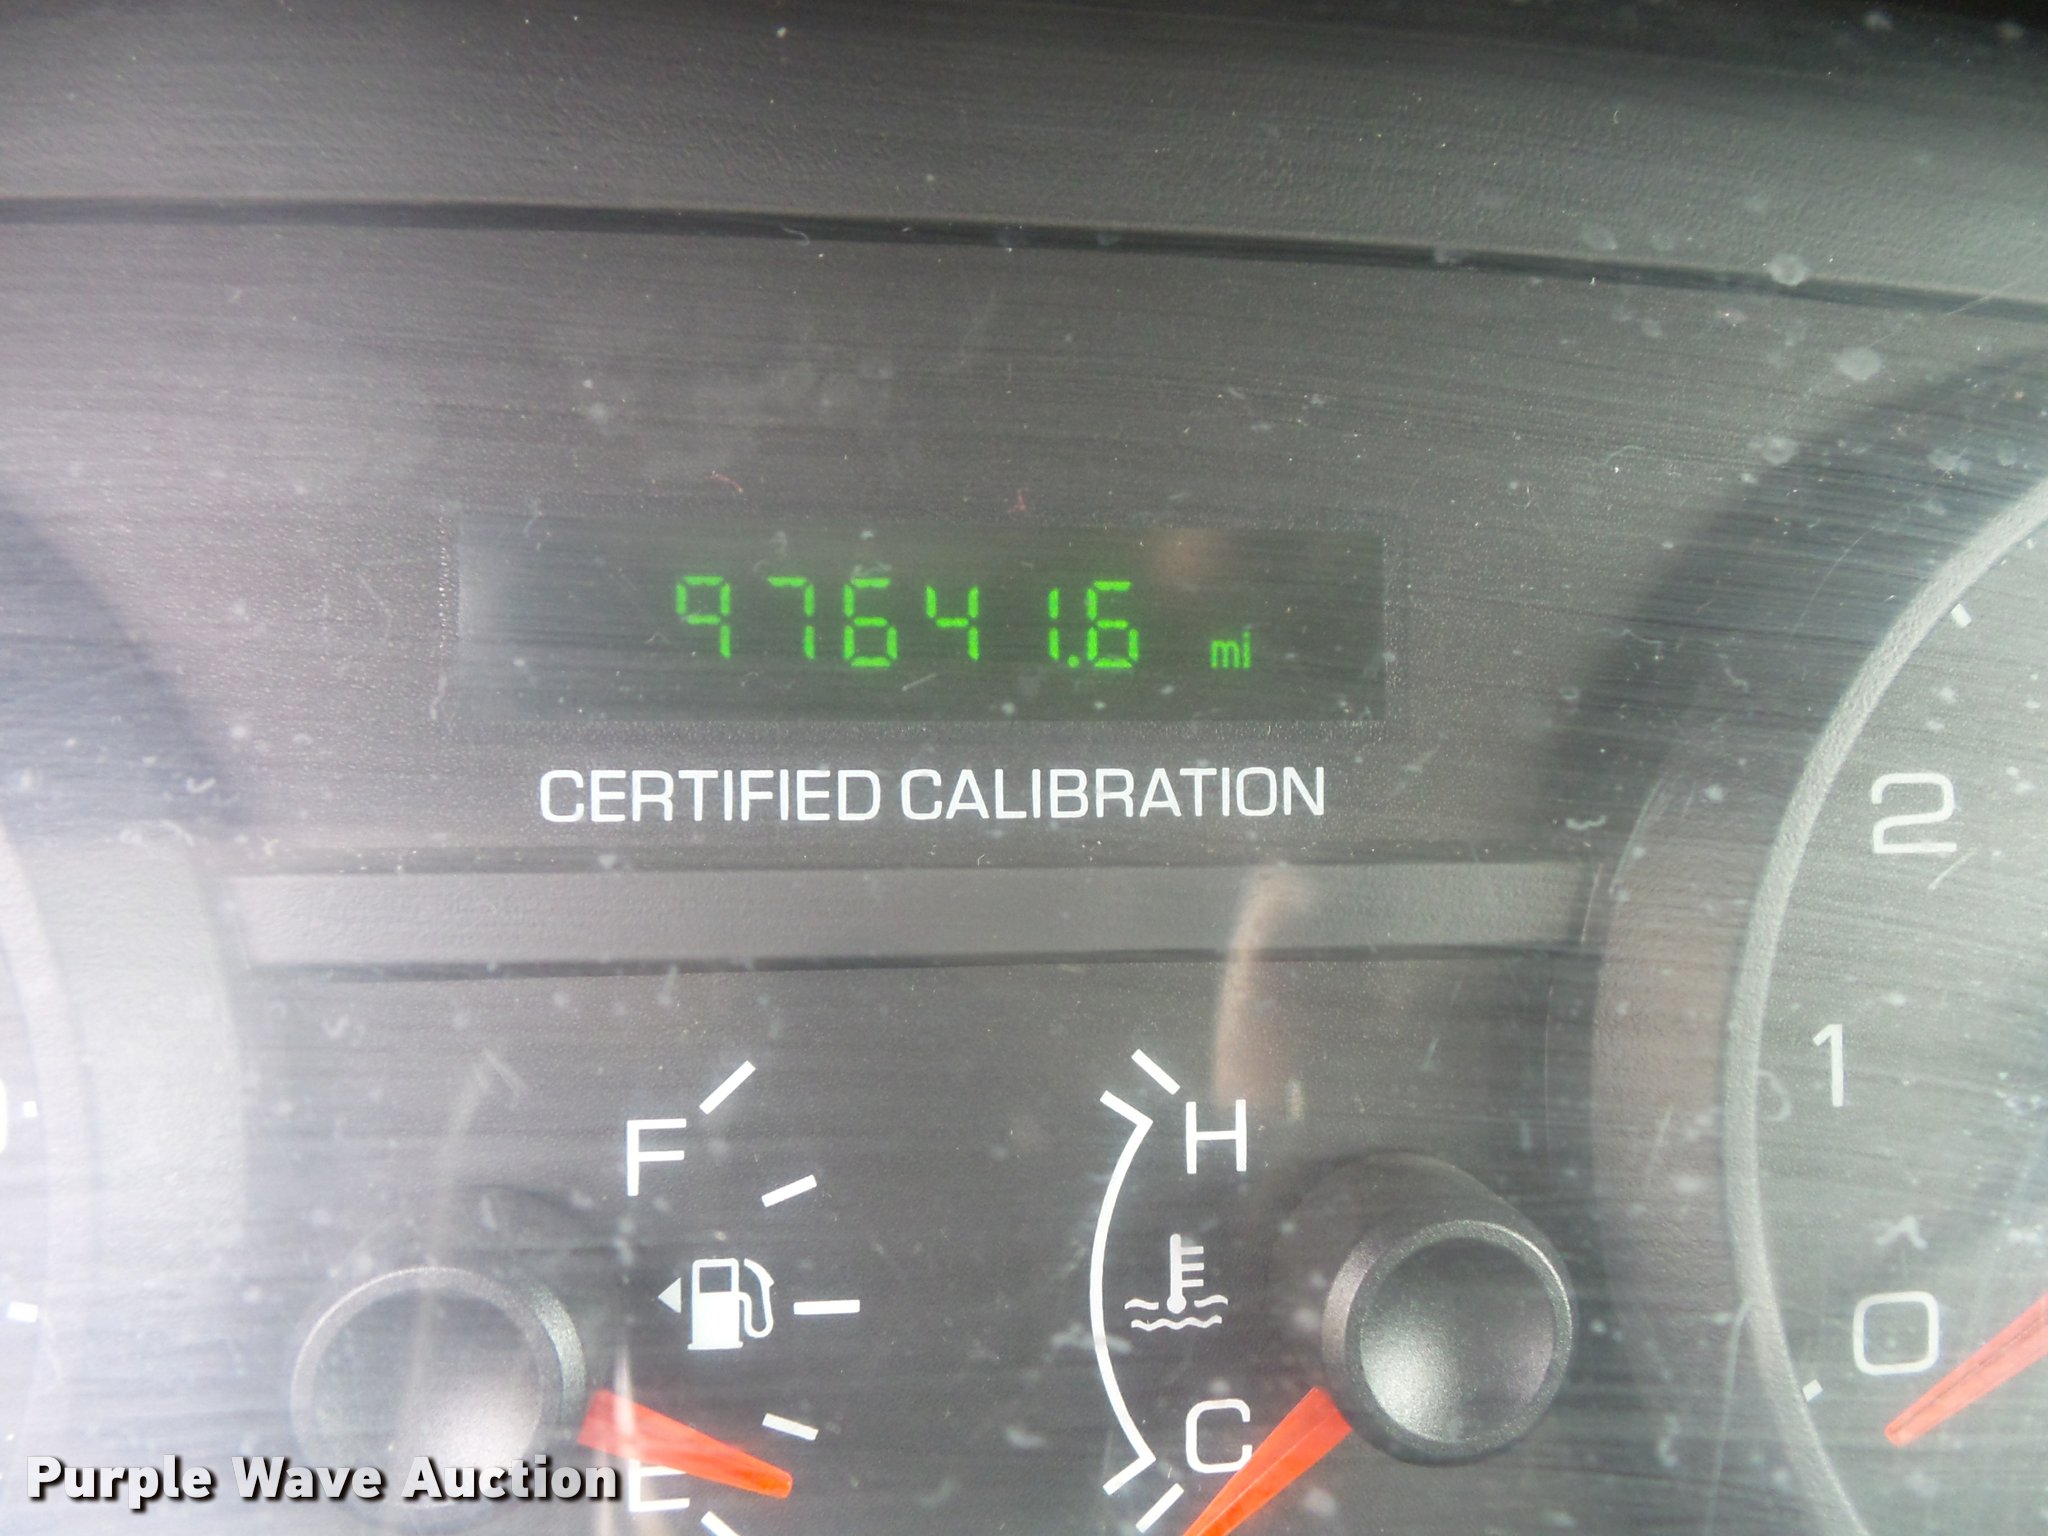 97641.6 mi
CERTIFIED CALIBRATION
2
1
F
H
0
C
E
Purple Wave Auction